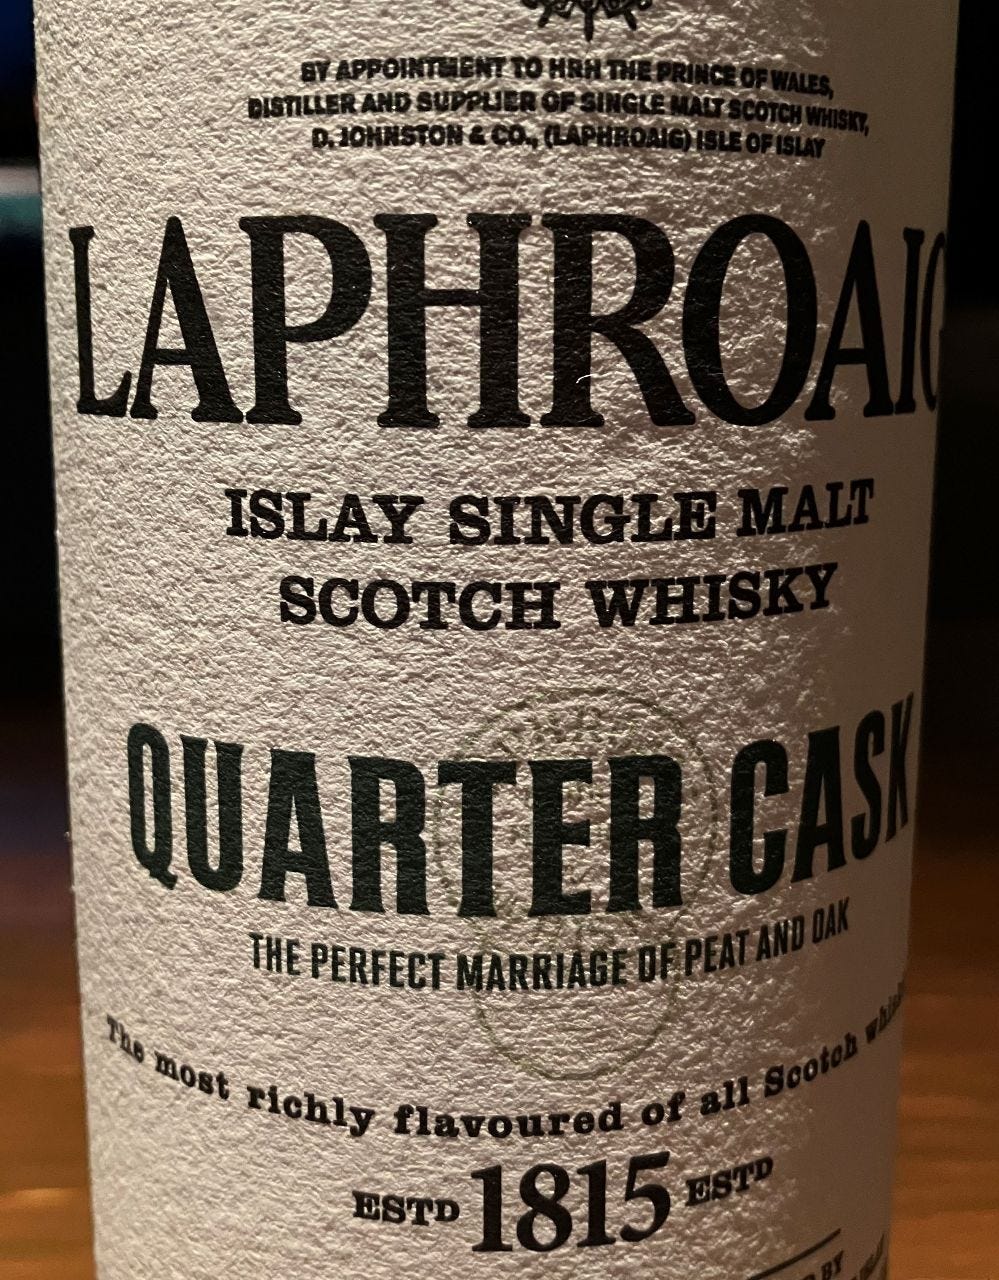 BY APPOINTMENT TO HRH THE PRINCE OF WALES,
DISTILLER AND SUPPLIER OF SINGLE MALT SCOTCH WHISKY,
D. JOHNSTON & CO., (LAPHROAIG) ISLE OF ISLAY
LAPHROAIG
ISLAY SINGLE MALT
SCOTCH WHISKY
QUARTER CASK
THE PERFECT MARRIAGE OF PEAT AND OAK
The most richly flavoured of all Scotch whis
ESTD 1815 ESTD
BY